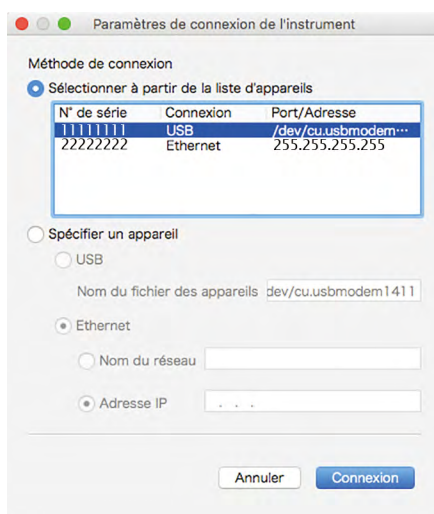 Paramètres de connexion de l'instrument
Méthode de connexion
Sélectionner à partir de la liste d'appareils
N° de série Connexion Port/Adresse
11111111 USB /dev/cu.usbmodem···
22222222 Ethernet 255.255.255.255
Spécifier un appareil
USB
Nom du fichier des appareils dev/cu.usbmodem1411
Ethernet
Nom du réseau
Adresse IP . . .
Annuler Connexion